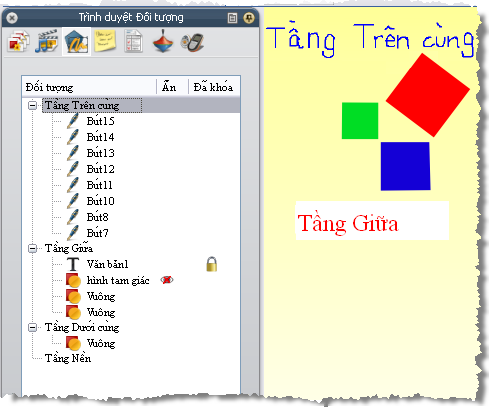 Trình duyệt Đối tượng
Đối tượng Ẩn Đã khóa
Tầng Trên cùng
Bút15
Bút14
Bút13
Bút12
Bút11
Bút10
Bút8
Bút7
Tầng Giữa
T Văn bản1
hình tam giác
Vuông
Vuông
Tầng Dưới cùng
Vuông
Tầng Nền
Tầng Trên cùng
Tầng Giữa